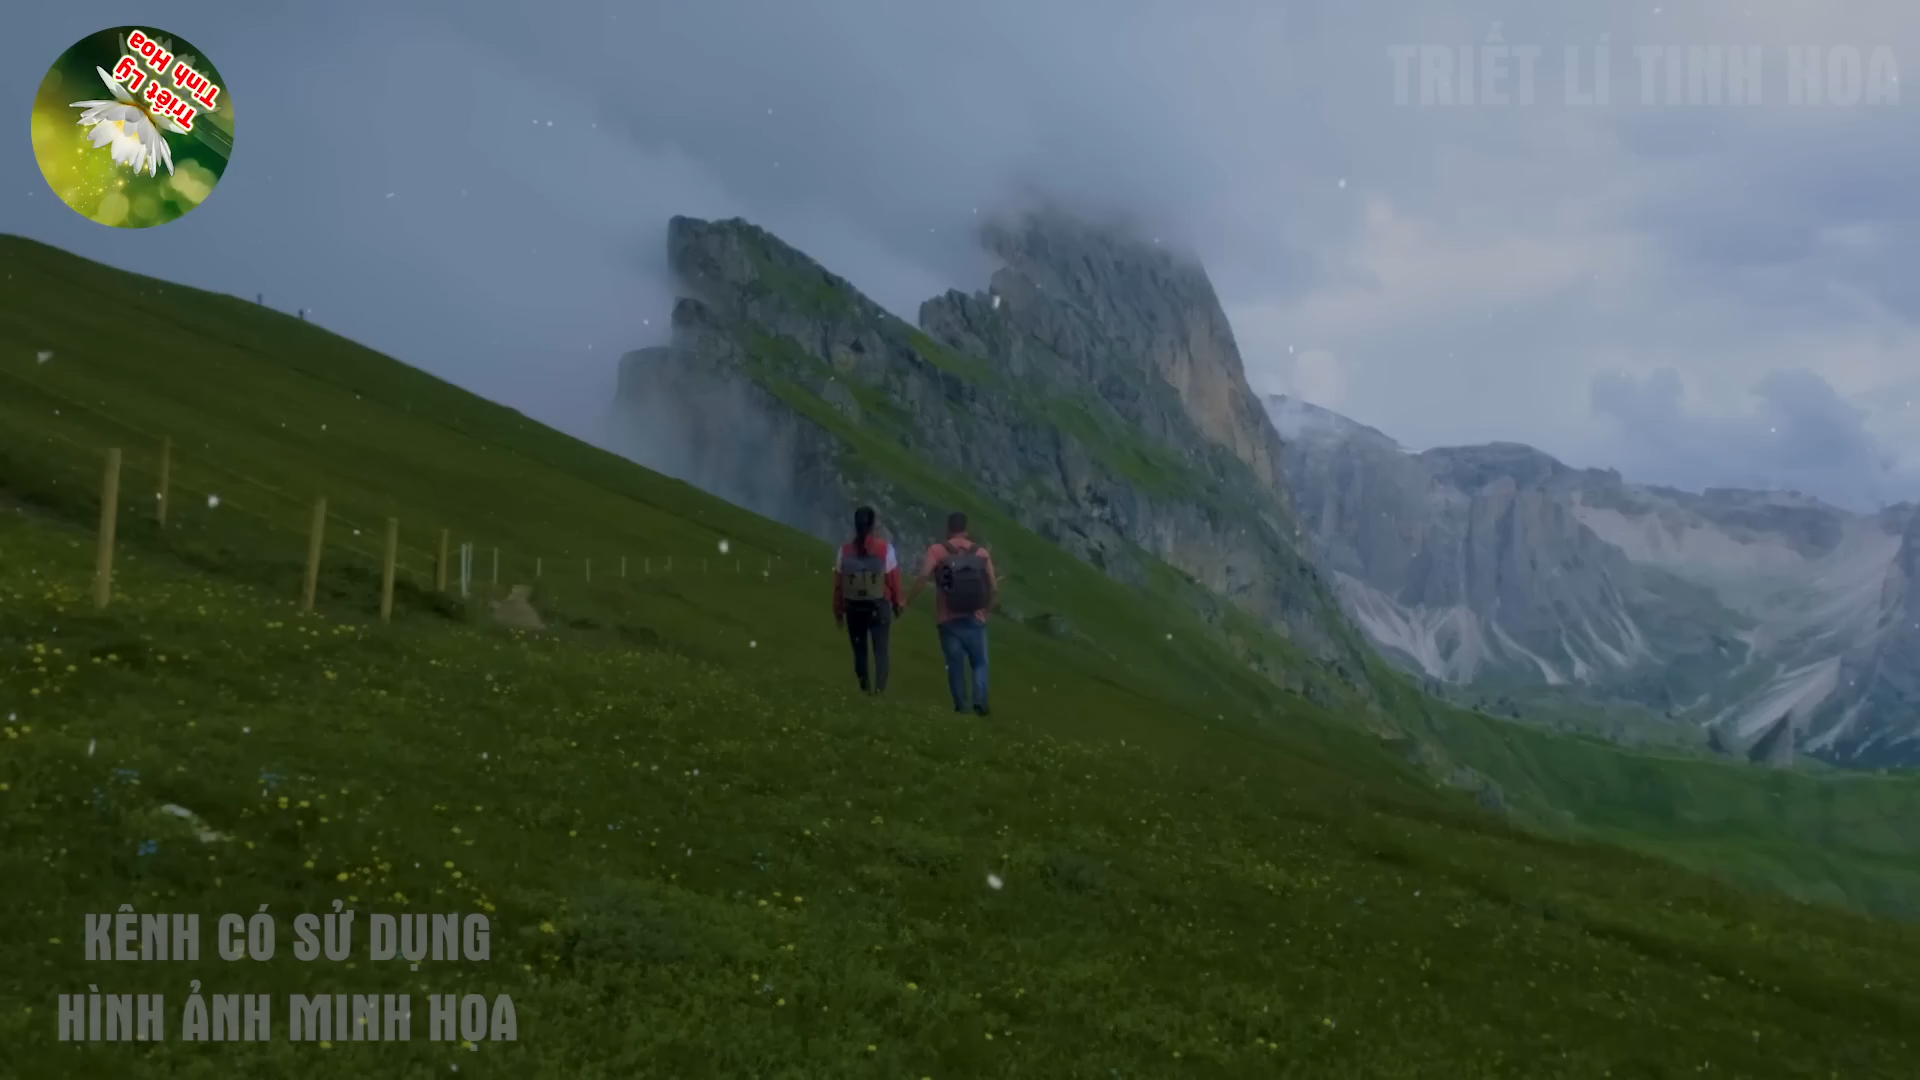 Triết Lý
Tinh Hoa
TRIẾT LÍ TINH HOA
KÊNH CÓ SỬ DỤNG
HÌNH ẢNH MINH HỌA